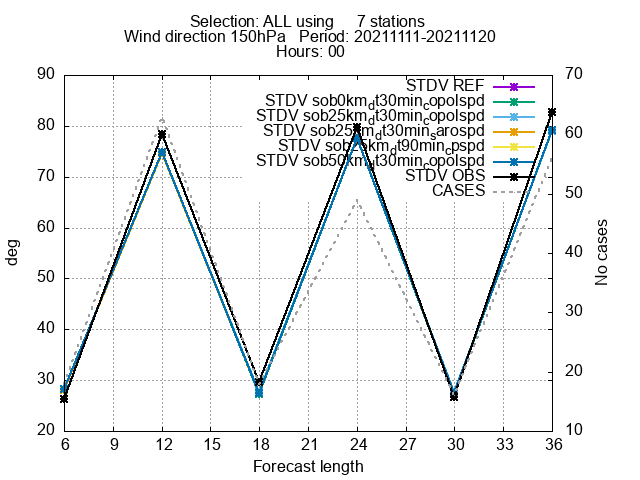 Selection: ALL using 7 stations
Wind direction 150hPa Period: 20211111-20211120
Hours: 00
90
80
70
60
50
40
30
20
deg
70
60
50
40
30
20
10
No cases
STDV REF
STDV sob0km_dt30min_copolspd
STDV sob25km_dt30min_copolspd
STDV sob25km_dt30min_sarospd
STDV sob25km_dt90min_cpspd
STDV sob50km_dt30min_copolspd
STDV OBS
CASES
6 9 12 15 18 21 24 27 30 33 36
Forecast length